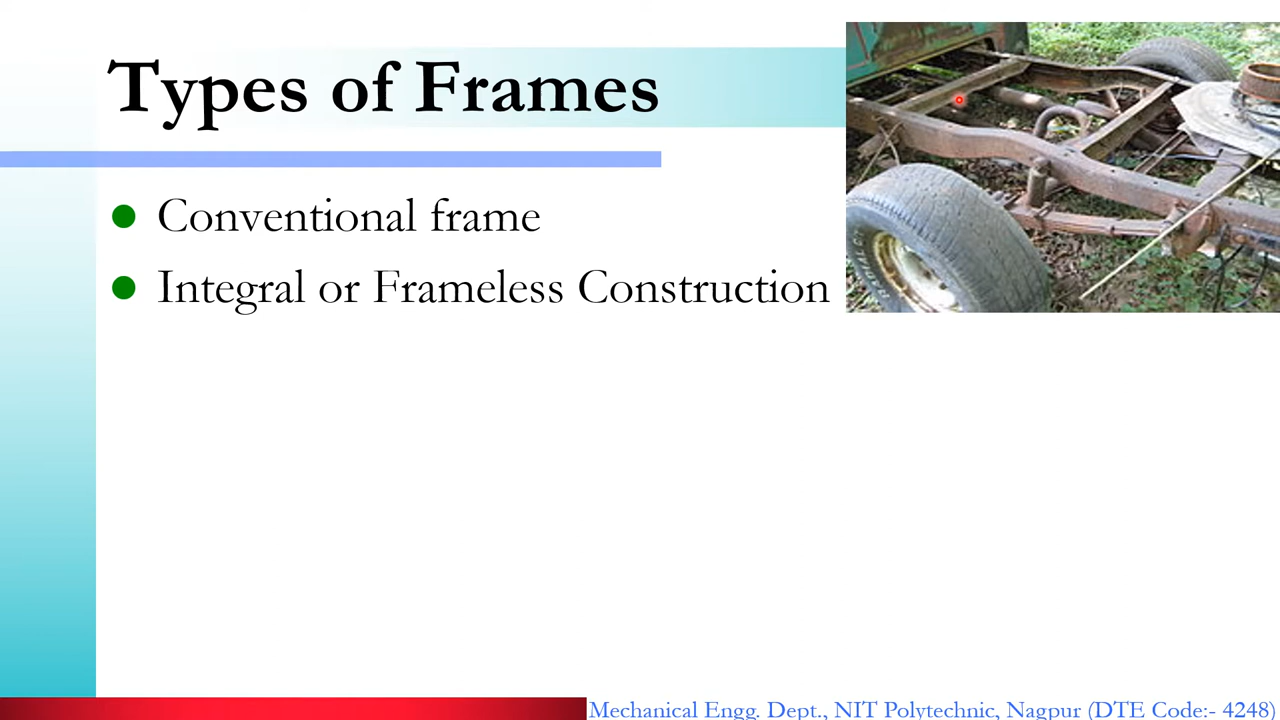 Types of Frames
Conventional frame
Integral or Frameless Construction
Mechanical Engg. Dept., NIT Polytechnic, Nagpur (DTE Code:- 4248)